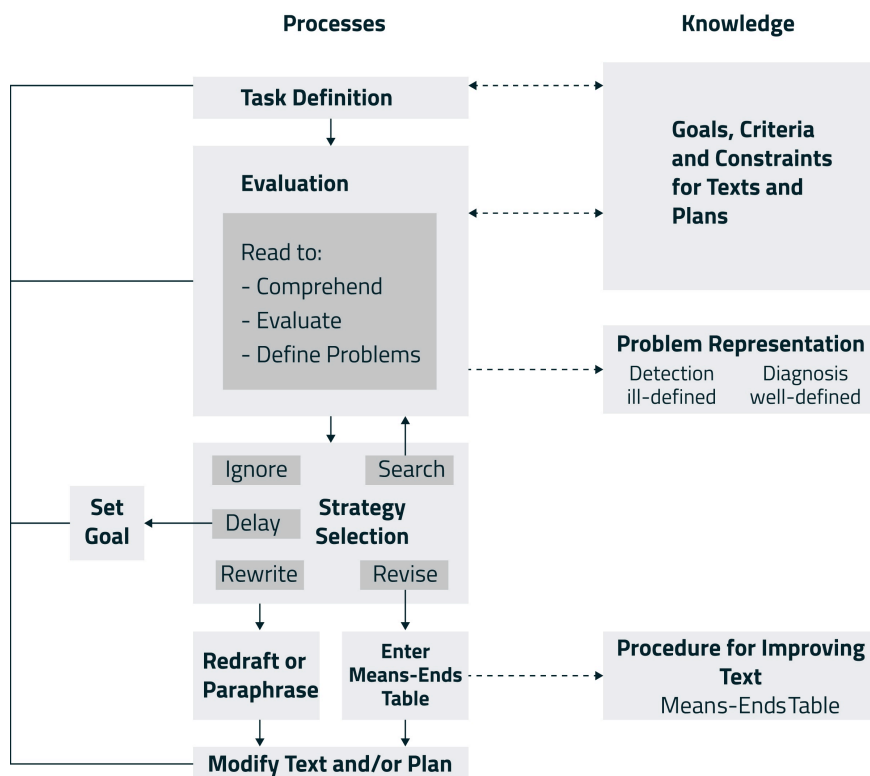 Processes
Knowledge
Task Definition
Goals, Criteria
and Constraints
for Texts and
Plans
Evaluation
Read to:
- Comprehend
- Evaluate
- Define Problems
Problem Representation
Detection
ill-defined
Diagnosis
well-defined
Ignore
Search
Set
Goal
Delay
Strategy
Selection
Rewrite
Revise
Redraft or
Paraphrase
Enter
Means-Ends
Table
Procedure for Improving
Text
Means-Ends Table
Modify Text and/or Plan